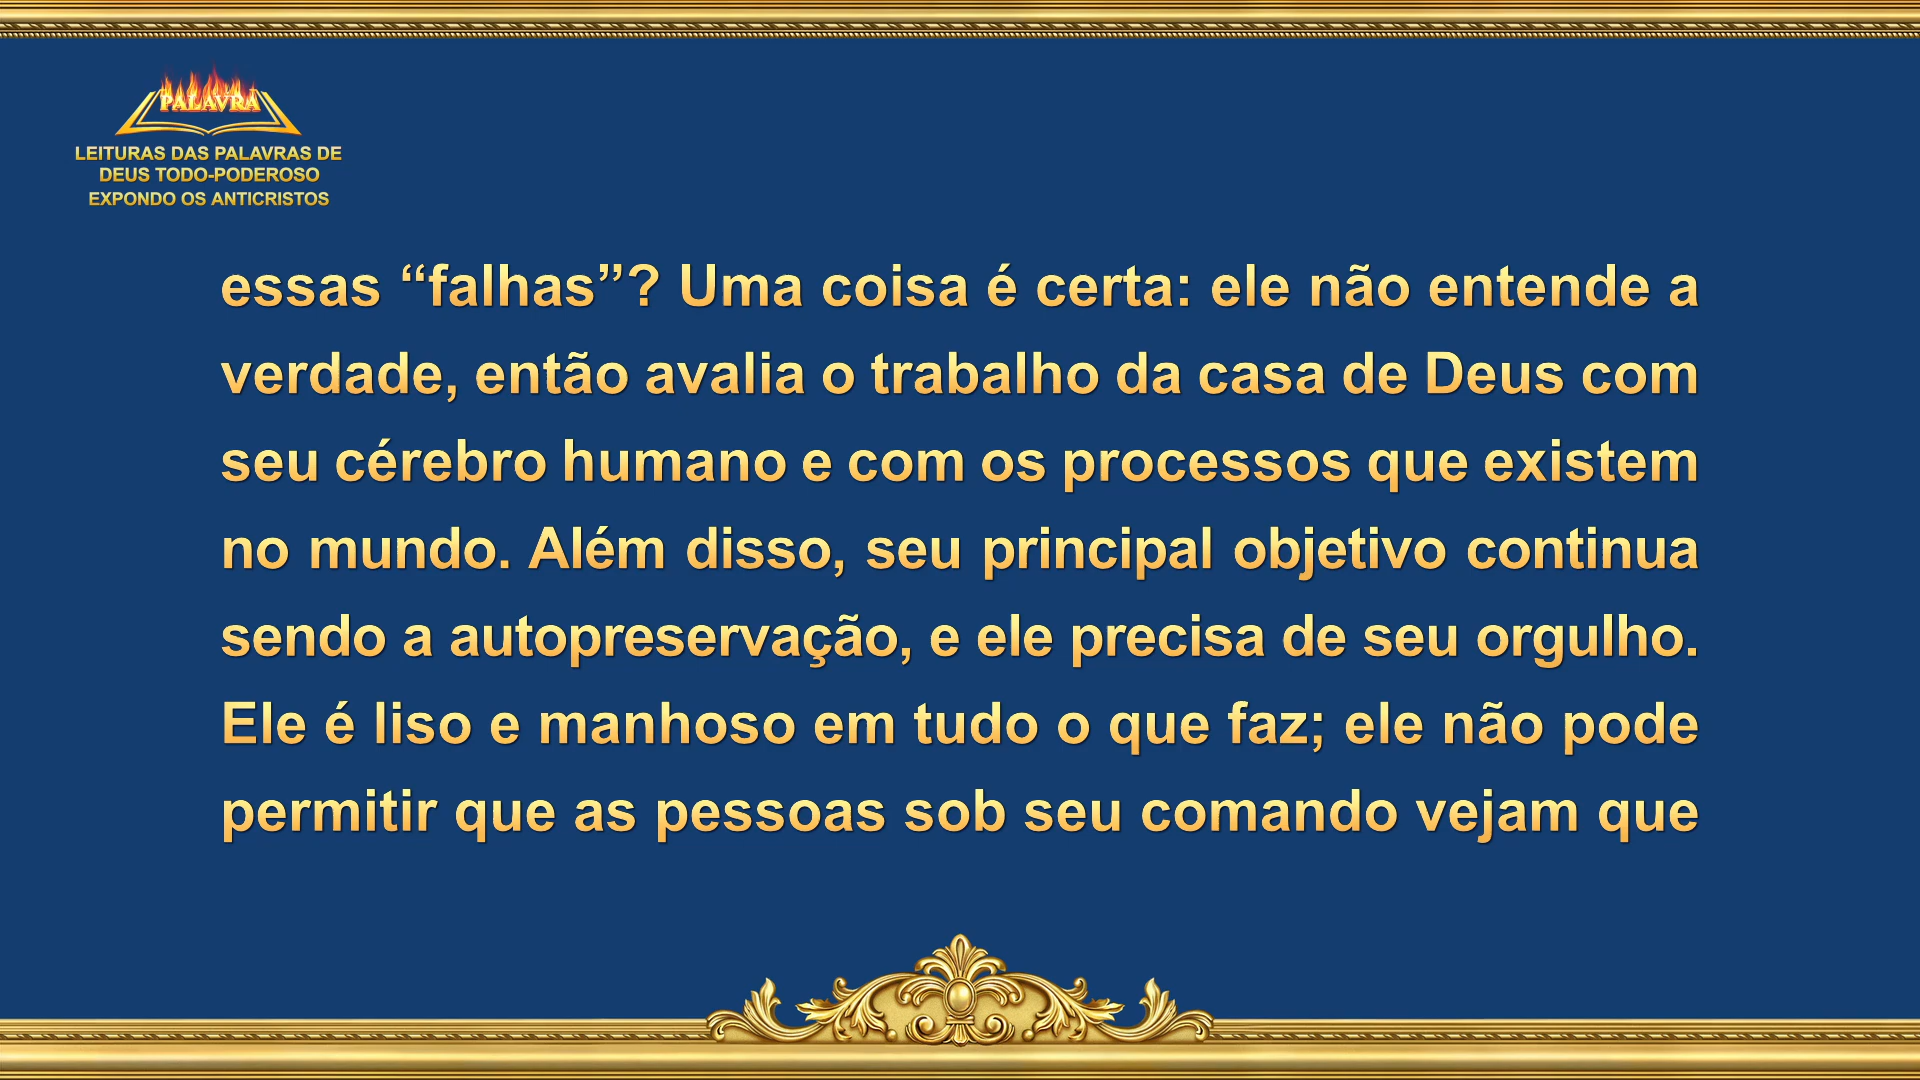 PALAVRA
LEITURAS DAS PALAVRAS DE
DEUS TODO-PODEROSO
EXPONDO OS ANTICRISTOS
essas “falhas”? Uma coisa é certa: ele não entende a
verdade, então avalia o trabalho da casa de Deus com
seu cérebro humano e com os processos que existem
no mundo. Além disso, seu principal objetivo continua
sendo a autopreservação, e ele precisa de seu orgulho.
Ele é liso e manhoso em tudo o que faz; ele não pode
permitir que as pessoas sob seu comando vejam que